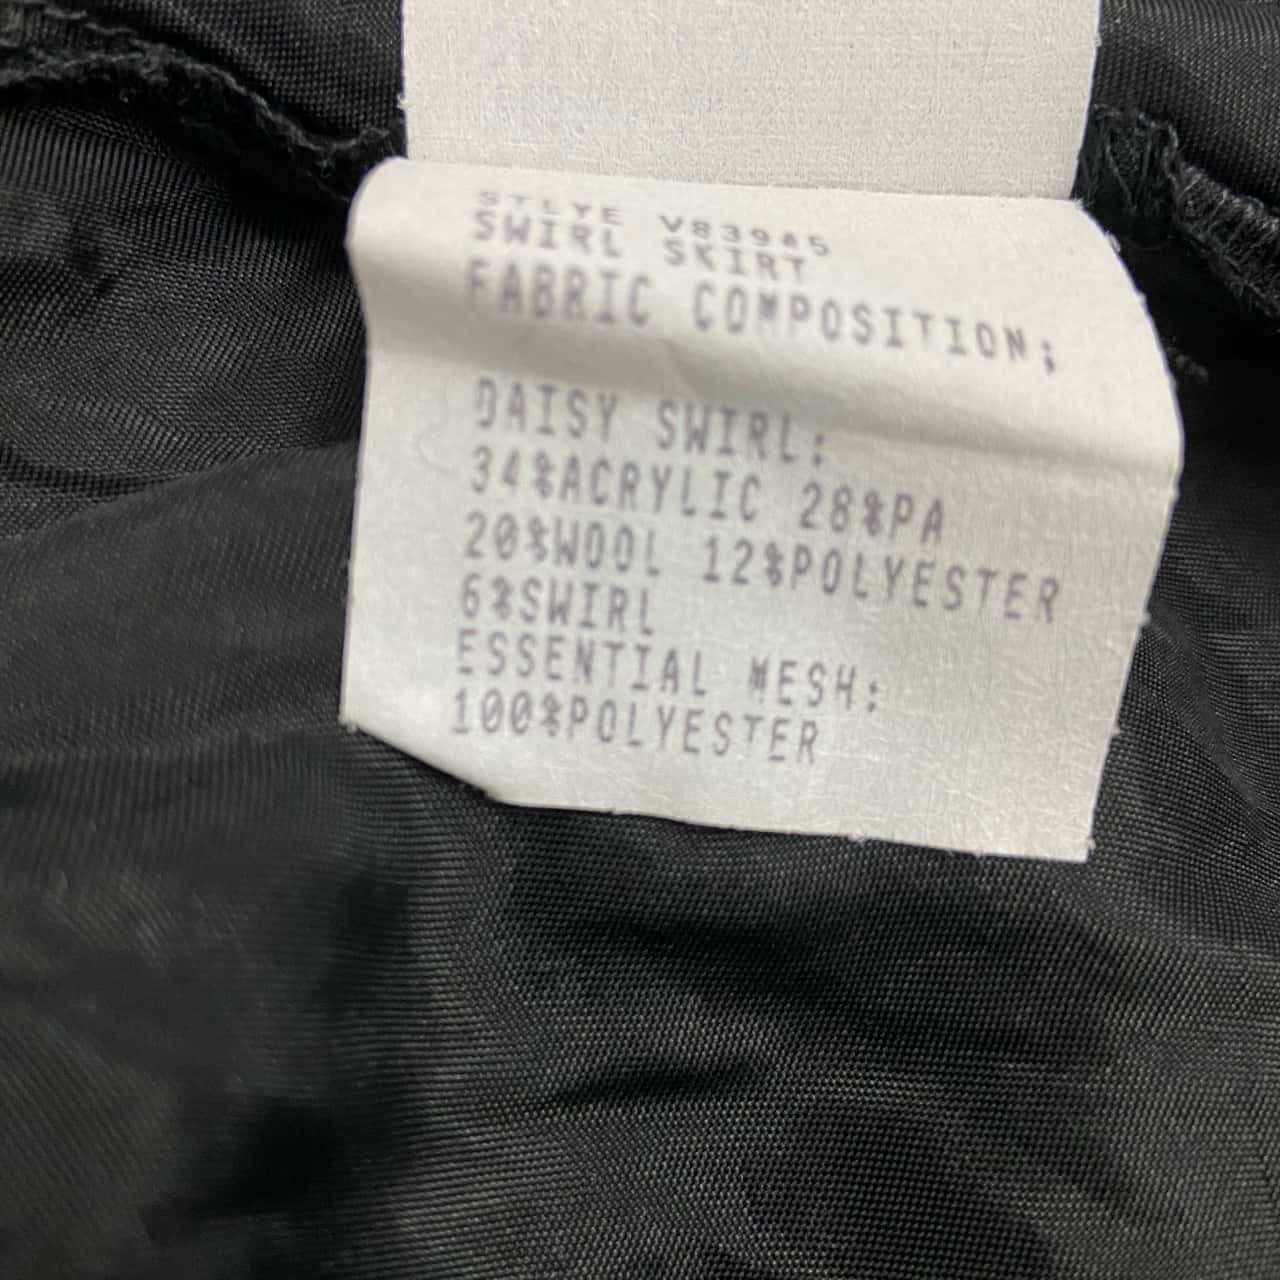 STLYE V83945
SWIRL SKIRT
FABRIC COMPOSITION;
DAISY SWIRL:
34%ACRYLIC 28%PA
20%WOOL 12%POLYESTER
6%SWIRL
ESSENTIAL MESH:
100%POLYESTER